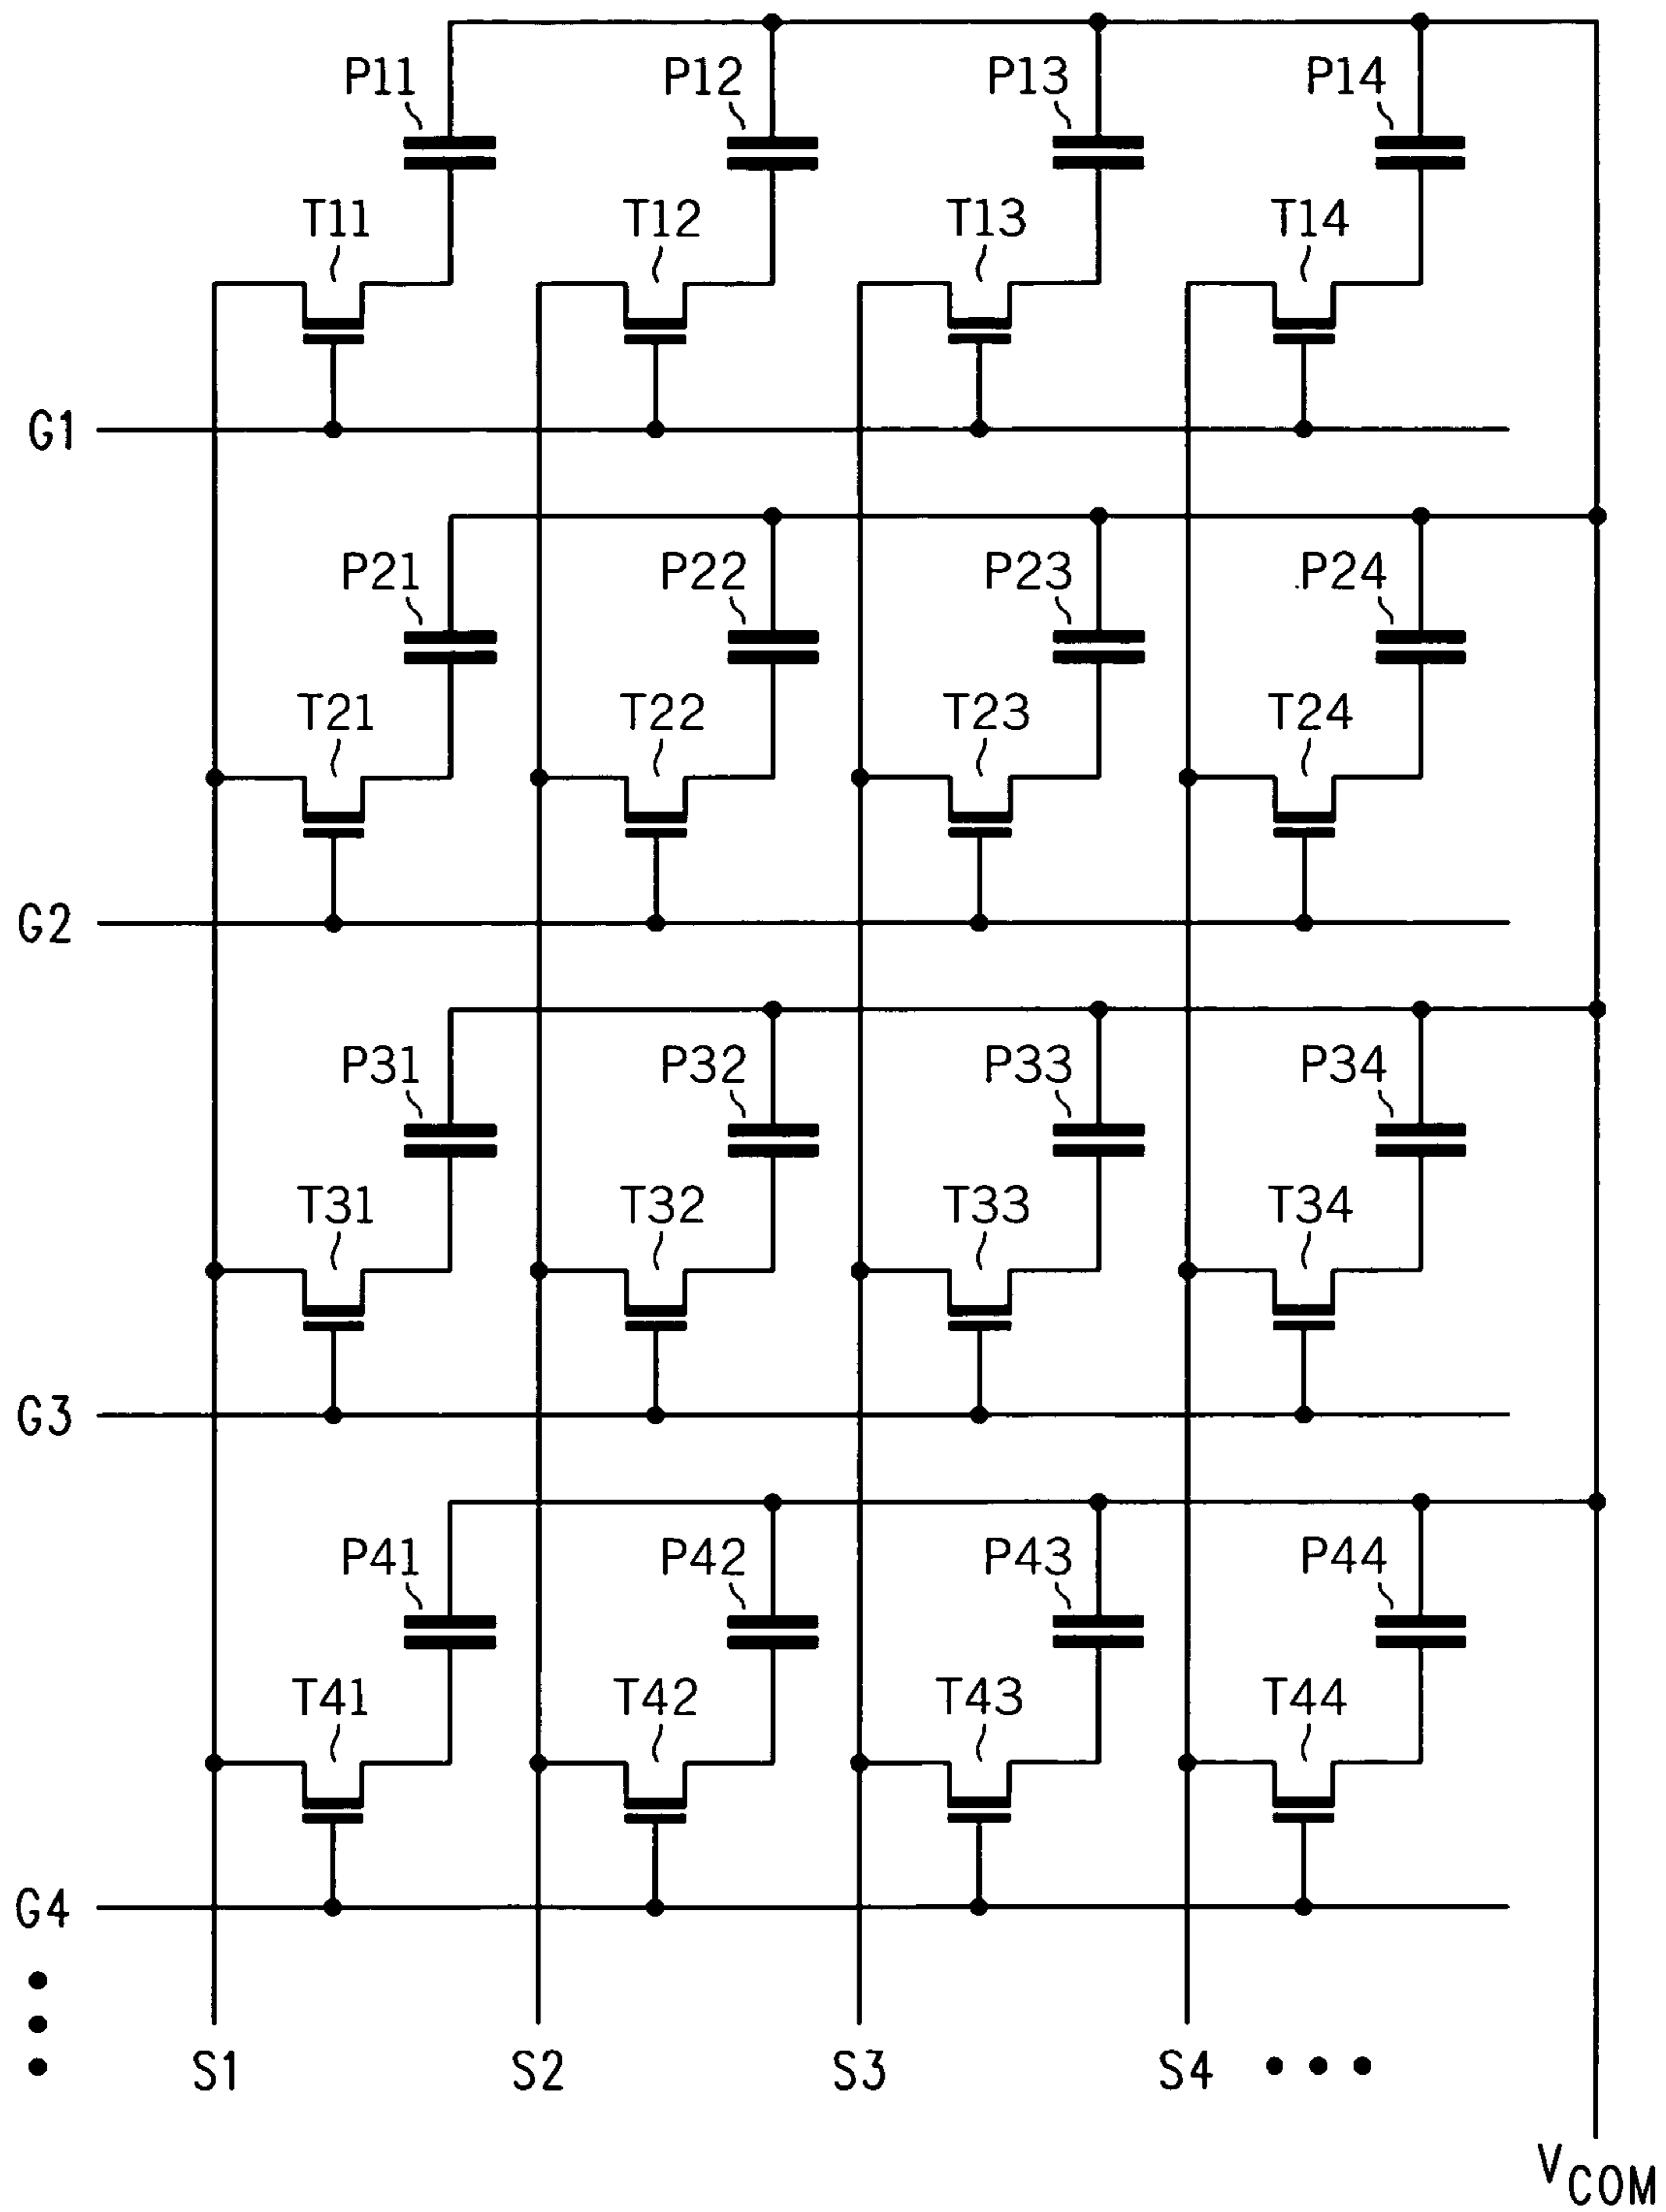 P11 P12 P13 P14
T11 T12 T13 T14
G1
P21 P22 P23 P24
T21 T22 T23 T24
G2
P31 P32 P33 P34
T31 T32 T33 T34
G3
P41 P42 P43 P44
T41 T42 T43 T44
G4
S1 S2 S3 S4
VCOM